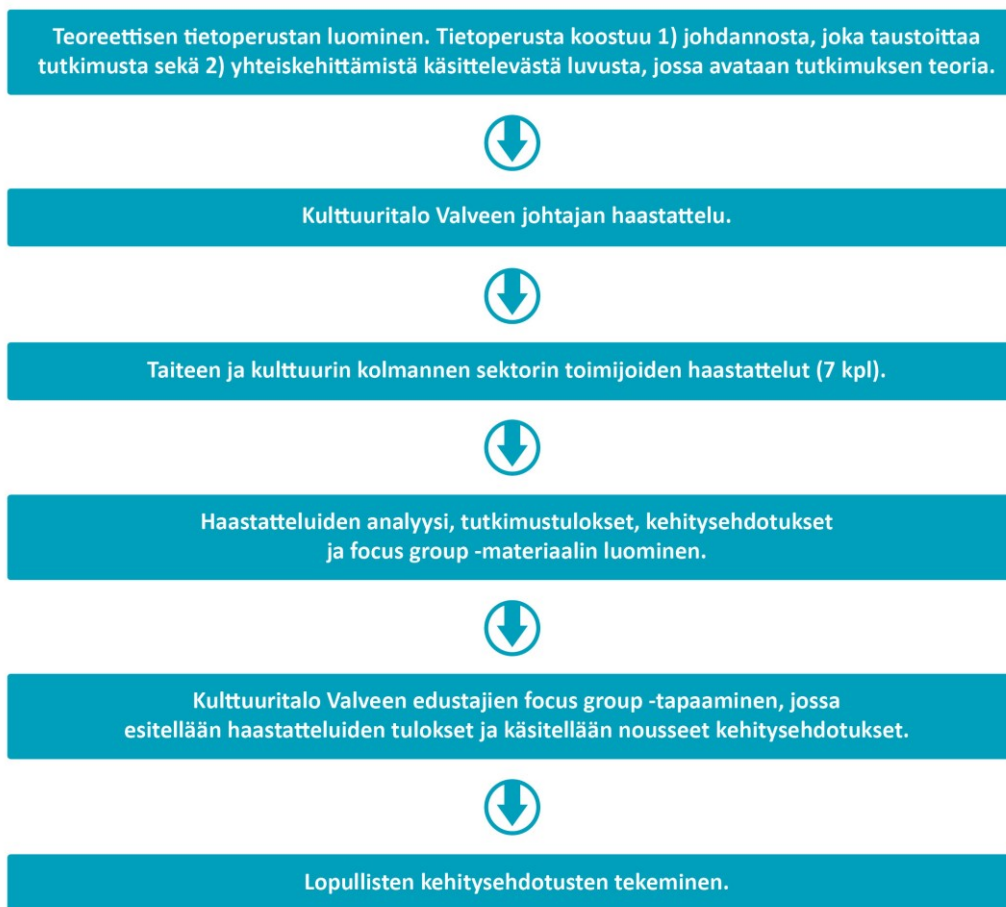 Teoreettisen tietoperustan luominen. Tietoperusta koostuu 1) johdannosta, joka taustoittaa
tutkimusta sekä 2) yhteiskehittämistä käsittelevästä luvusta, jossa avataan tutkimuksen teoria.
Kulttuuritalo Valveen johtajan haastattelu.
Taiteen ja kulttuurin kolmannen sektorin toimijoiden haastattelut (7 kpl).
Haastatteluiden analyysi, tutkimustulokset, kehitysehdotukset
ja focus group -materiaalin luominen.
Kulttuuritalo Valveen edustajien focus group -tapaaminen, jossa
esitellään haastatteluiden tulokset ja käsitellään nousseet kehitysehdotukset.
Lopullisten kehitysehdotusten tekeminen.